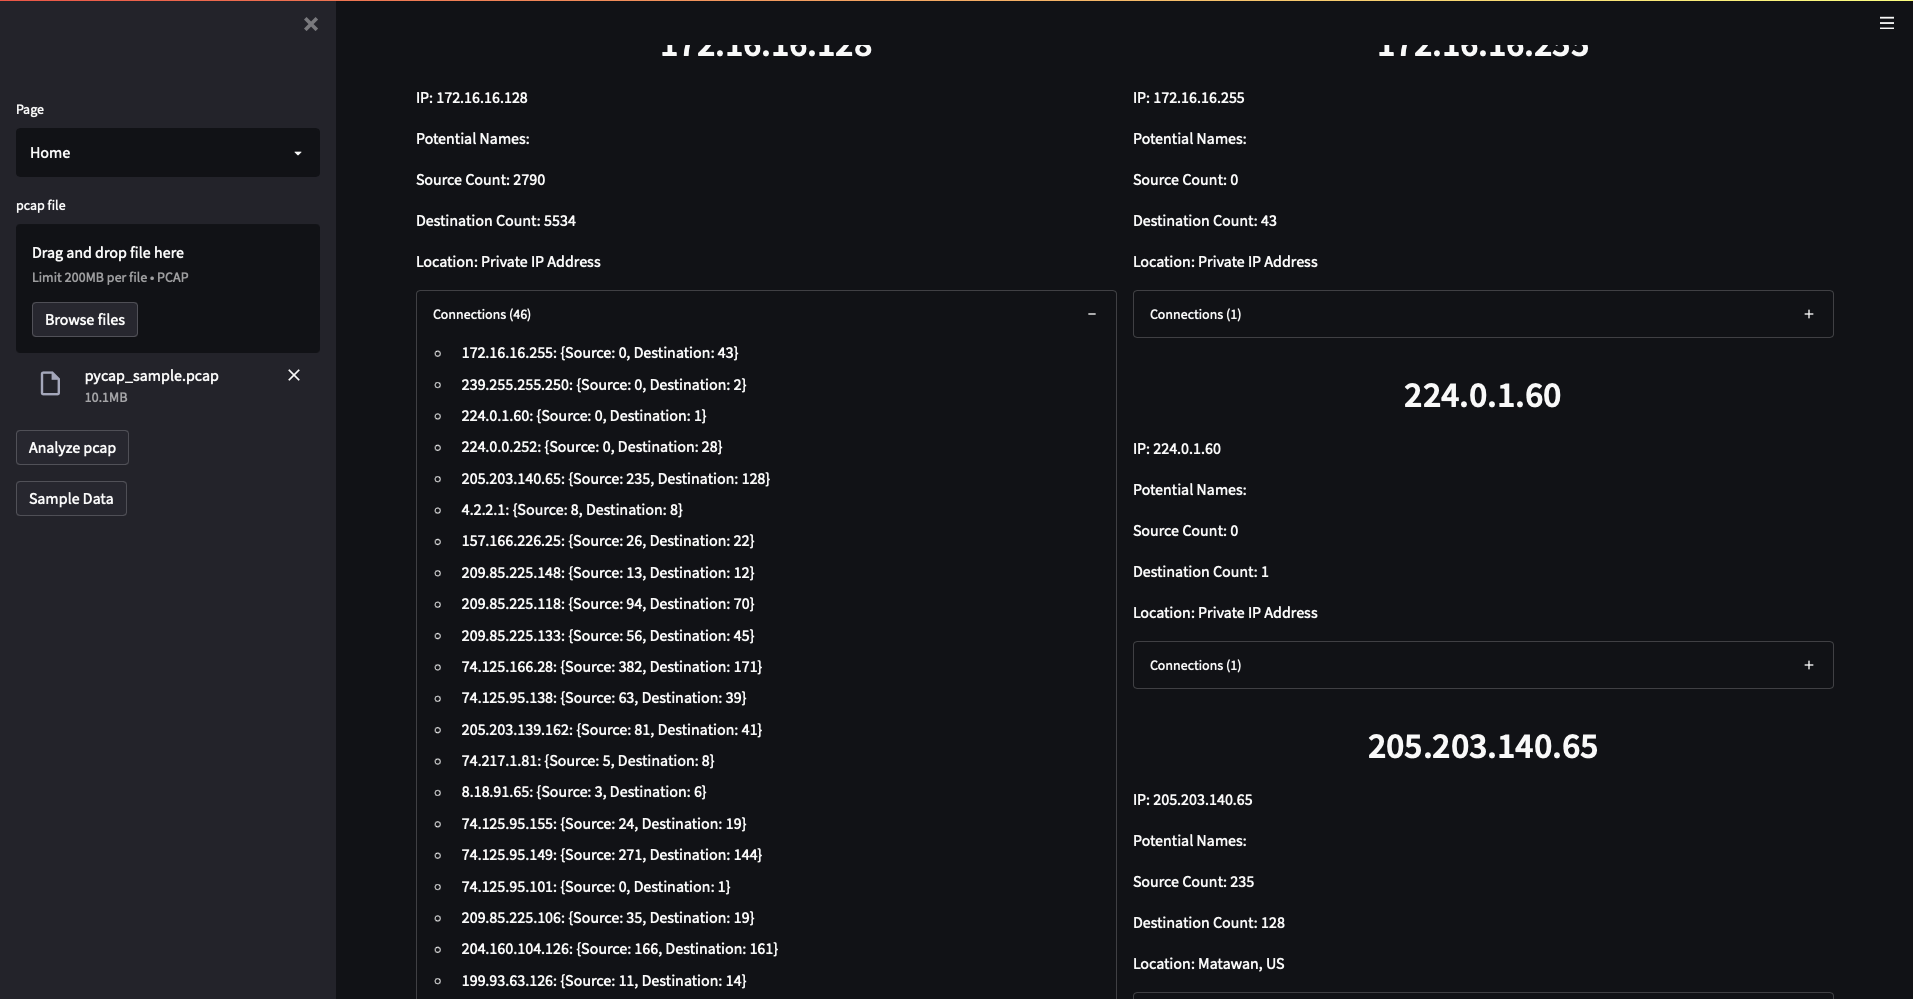 Page
Home
pcap file
Drag and drop file here
Limit 200MB per file • PCAP
Browse files
pycap_sample.pcap
10.1MB
Analyze pcap
Sample Data
172.16.16.128
IP: 172.16.16.128
Potential Names:
Source Count: 2790
Destination Count: 5534
Location: Private IP Address
Connections (46)
172.16.16.255: {Source: 0, Destination: 43}
239.255.255.250: {Source: 0, Destination: 2}
224.0.1.60: {Source: 0, Destination: 1}
224.0.0.252: {Source: 0, Destination: 28}
205.203.140.65: {Source: 235, Destination: 128}
4.2.2.1: {Source: 8, Destination: 8}
157.166.226.25: {Source: 26, Destination: 22}
209.85.225.148: {Source: 13, Destination: 12}
209.85.225.118: {Source: 94, Destination: 70}
209.85.225.133: {Source: 56, Destination: 45}
74.125.166.28: {Source: 382, Destination: 171}
74.125.95.138: {Source: 63, Destination: 39}
205.203.139.162: {Source: 81, Destination: 41}
74.217.1.81: {Source: 5, Destination: 8}
8.18.91.65: {Source: 3, Destination: 6}
74.125.95.155: {Source: 24, Destination: 19}
74.125.95.149: {Source: 271, Destination: 144}
74.125.95.101: {Source: 0, Destination: 1}
209.85.225.106: {Source: 35, Destination: 19}
204.160.104.126: {Source: 166, Destination: 161}
199.93.63.126: {Source: 11, Destination: 14}
172.16.16.255
IP: 172.16.16.255
Potential Names:
Source Count: 0
Destination Count: 43
Location: Private IP Address
Connections (1)
224.0.1.60
IP: 224.0.1.60
Potential Names:
Source Count: 0
Destination Count: 1
Location: Private IP Address
Connections (1)
205.203.140.65
IP: 205.203.140.65
Potential Names:
Source Count: 235
Destination Count: 128
Location: Matawan, US